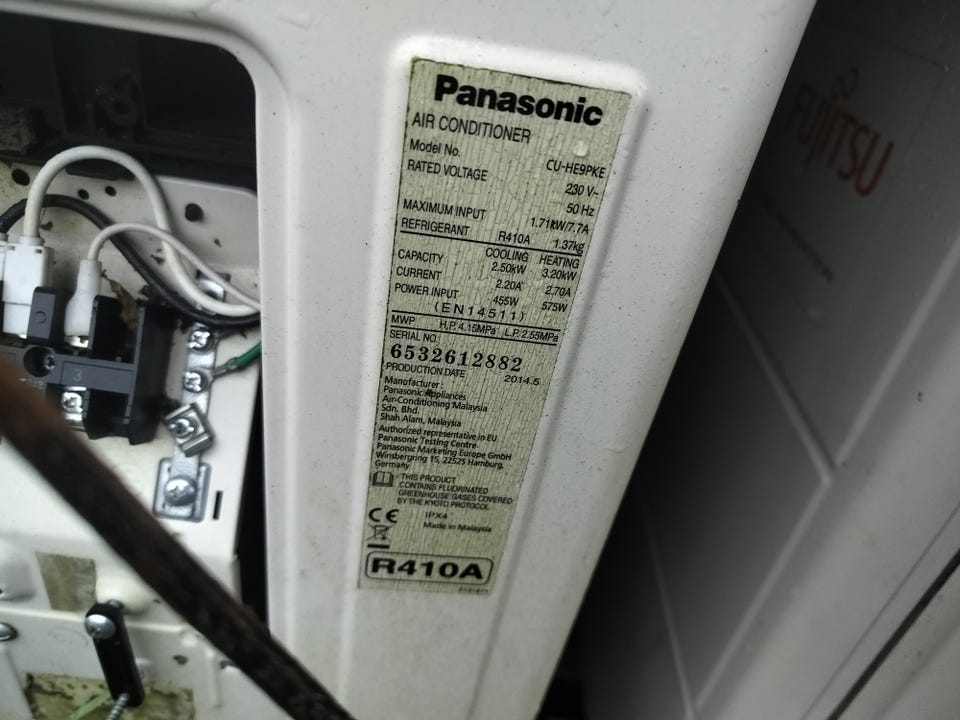 Panasonic
AIR CONDITIONER
Model No. CU-HE9PKE
RATED VOLTAGE 230 V~
50 Hz
MAXIMUM INPUT 1.71kW/7.7A
REFRIGERANT R410A 1.37kg
COOLING HEATING
CAPACITY 2.50kW 3.20kW
CURRENT 2.20A 2.70A
POWER INPUT 455W 575W
(EN14511)
MWP H.P. 4.15MPa L.P. 2.55MPa
SERIAL NO.
6532612882
PRODUCTION DATE 2014.5
Manufacturer :
Panasonic Appliances
Air-Conditioning Malaysia
Sdn. Bhd.
Shah Alam, Malaysia
Authorized representative in EU
Panasonic Testing Centre
Panasonic Marketing Europe GmbH
Winsbergring 15, 22525 Hamburg,
Germany
THIS PRODUCT
CONTAINS FLUORINATED
GREENHOUSE GASES COVERED
BY THE KYOTO PROTOCOL.
CE IPX4
Made in Malaysia
R410A
FUJITSU
3